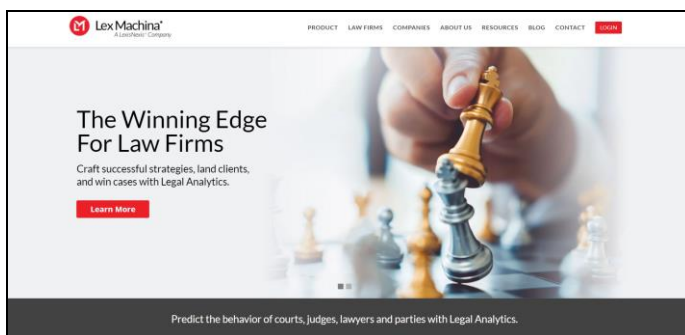 Lex Machina®
A LexisNexis® Company
PRODUCT LAW FIRMS COMPANIES ABOUT US RESOURCES BLOG CONTACT LOGIN
The Winning Edge
For Law Firms
Craft successful strategies, land clients,
and win cases with Legal Analytics.
Learn More
Predict the behavior of courts, judges, lawyers and parties with Legal Analytics.